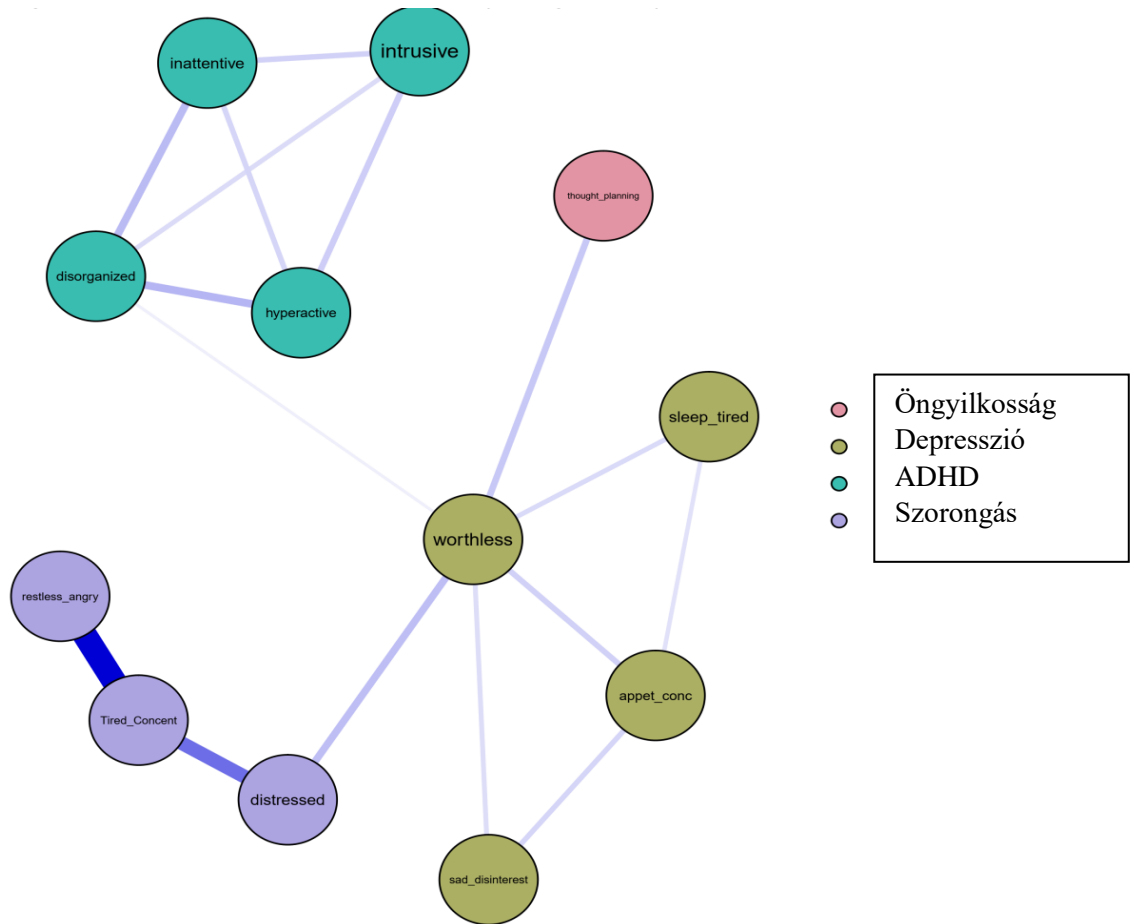 inattentive
intrusive
thought_planning
disorganized
hyperactive
sleep_tired
worthless
restless_angry
Tired_Concent
appet_conc
distressed
sad_disinterest
Öngyilkosság
Depresszió
ADHD
Szorongás